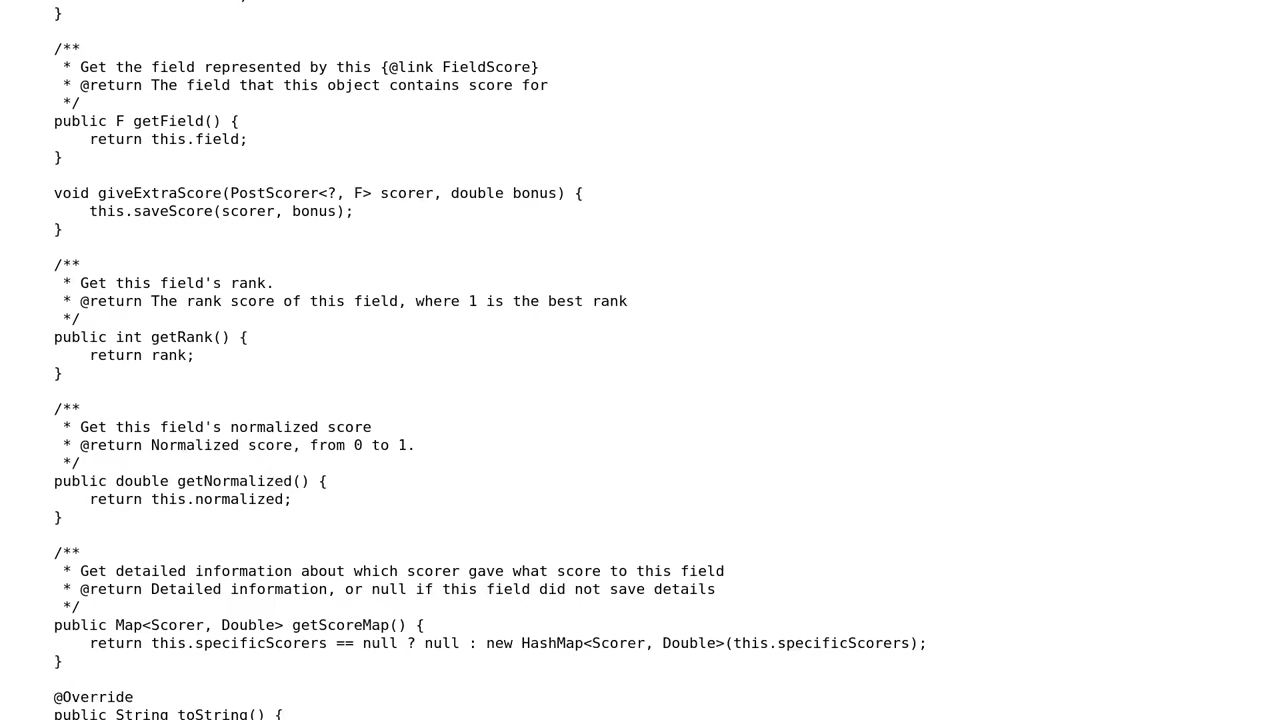 }

/**
 * Get the field represented by this {@link FieldScore}
 * @return The field that this object contains score for
 */
public F getField() {
    return this.field;
}

void giveExtraScore(PostScorer<?, F> scorer, double bonus) {
    this.saveScore(scorer, bonus);
}

/**
 * Get this field's rank.
 * @return The rank score of this field, where 1 is the best rank
 */
public int getRank() {
    return rank;
}

/**
 * Get this field's normalized score
 * @return Normalized score, from 0 to 1.
 */
public double getNormalized() {
    return this.normalized;
}

/**
 * Get detailed information about which scorer gave what score to this field
 * @return Detailed information, or null if this field did not save details
 */
public Map<Scorer, Double> getScoreMap() {
    return this.specificScorers == null ? null : new HashMap<Scorer, Double>(this.specificScorers);
}

@Override
public String toString() {